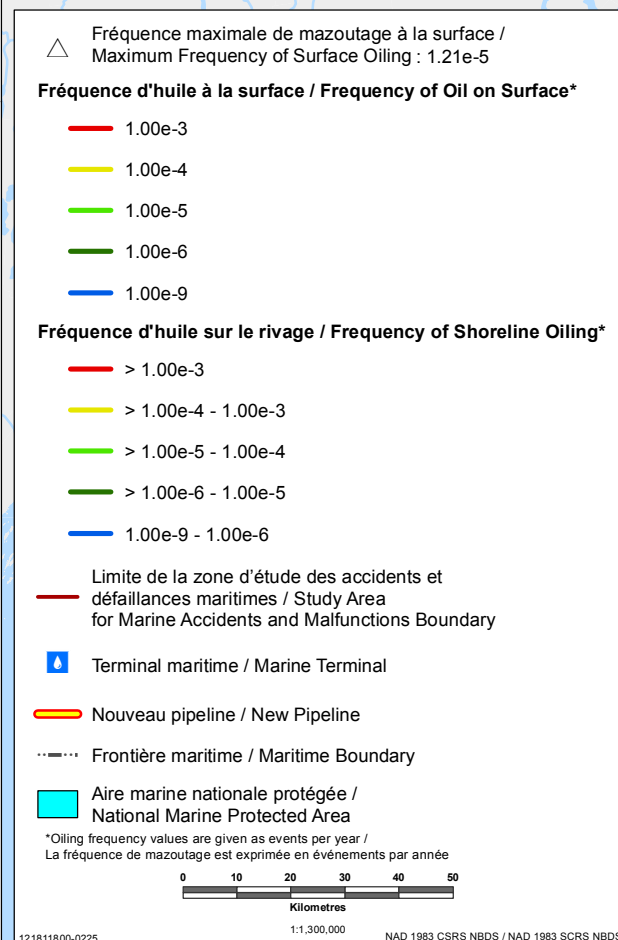 Fréquence maximale de mazoutage à la surface /
Maximum Frequency of Surface Oiling : 1.21e-5
Fréquence d'huile à la surface / Frequency of Oil on Surface*
1.00e-3
1.00e-4
1.00e-5
1.00e-6
1.00e-9
Fréquence d'huile sur le rivage / Frequency of Shoreline Oiling*
> 1.00e-3
> 1.00e-4 - 1.00e-3
> 1.00e-5 - 1.00e-4
> 1.00e-6 - 1.00e-5
1.00e-9 - 1.00e-6
Limite de la zone d'étude des accidents et
défaillances maritimes / Study Area
for Marine Accidents and Malfunctions Boundary
Terminal maritime / Marine Terminal
Nouveau pipeline / New Pipeline
Frontière maritime / Maritime Boundary
Aire marine nationale protégée /
National Marine Protected Area
*Oiling frequency values are given as events per year /
La fréquence de mazoutage est exprimée en événements par année
0 10 20 30 40 50
Kilometres
1:1,300,000
121811800-0225 NAD 1983 CSRS NBDS / NAD 1983 SCRS NBDS